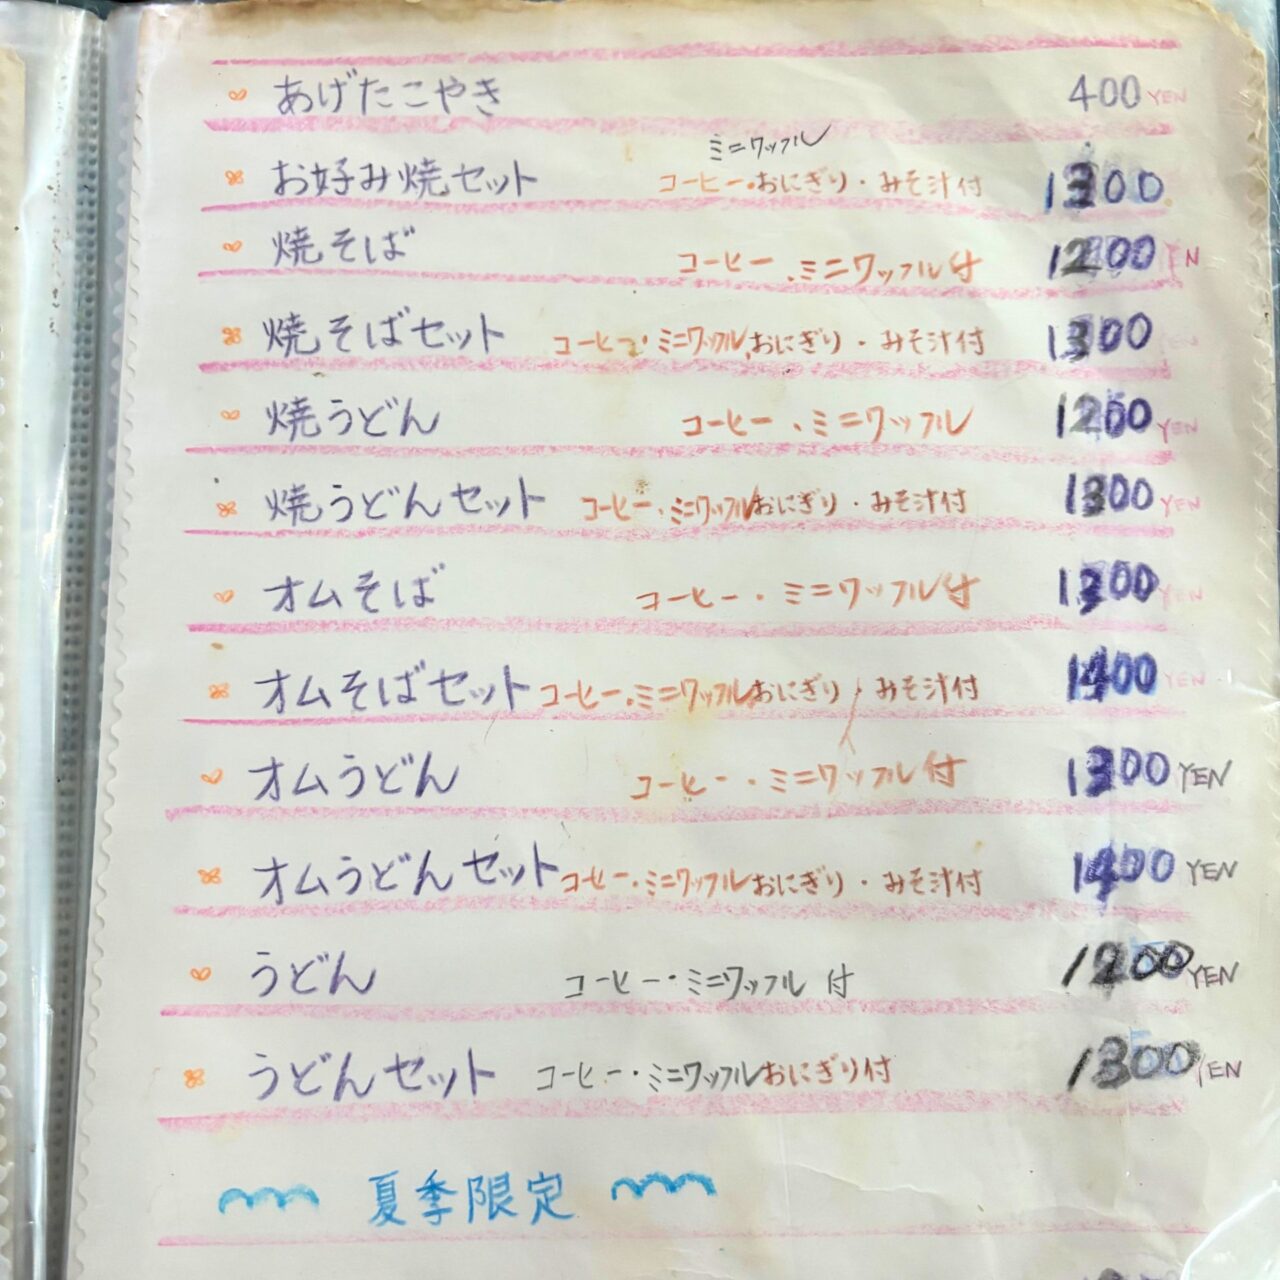 あげたこやき 400 YEN
ミニワッフル
お好み焼セット コーヒー・おにぎり・みそ汁付 1300
焼そば コーヒー・ミニワッフル付 1200 EN
焼そばセット コーヒー・ミニワッフル おにぎり・みそ汁付 1300
焼うどん コーヒー・ミニワッフル 1200 YEN
焼うどんセット コーヒー・ミニワッフル おにぎり・みそ汁付 1300 YEN
オムそば コーヒー・ミニワッフル付 1300 YEN
オムそばセット コーヒー・ミニワッフル おにぎり・みそ汁付 1400 YEN
オムうどん コーヒー・ミニワッフル付 1300 YEN
オムうどんセット コーヒー・ミニワッフル おにぎり・みそ汁付 1400 YEN
うどん コーヒー・ミニワッフル 付 1200 YEN
うどんセット コーヒー・ミニワッフル おにぎり付 1300 YEN
夏季限定